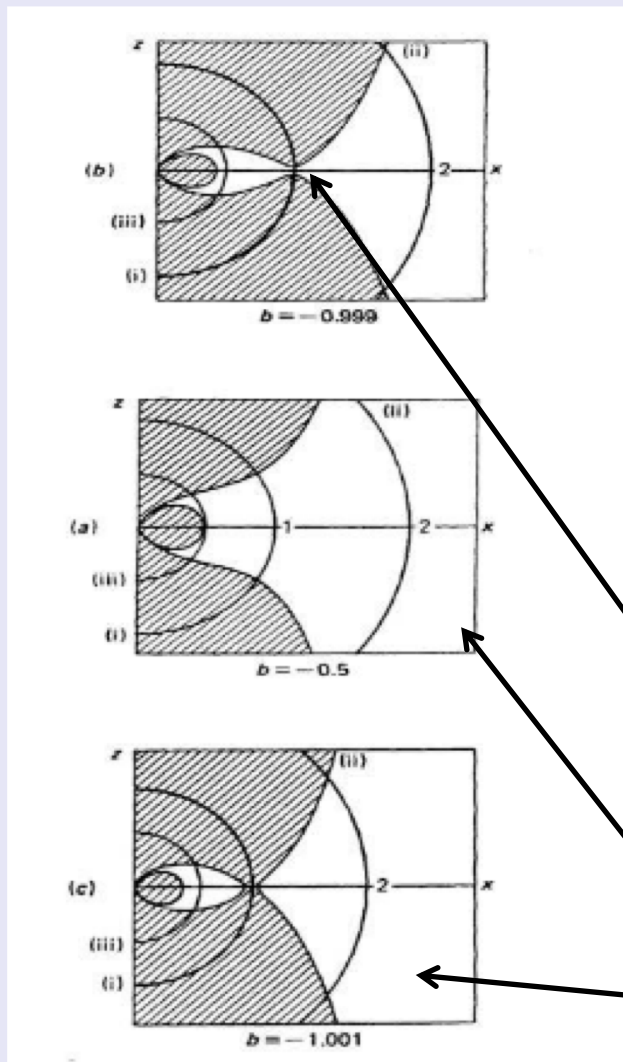 z
(ii)
(b)
2
x
(iii)
(i)
b = −0.999
z
(ii)
(a)
1
2
x
(iii)
(i)
b = −0.5
z
(ii)
(c)
2
x
(iii)
(i)
b = −1.001